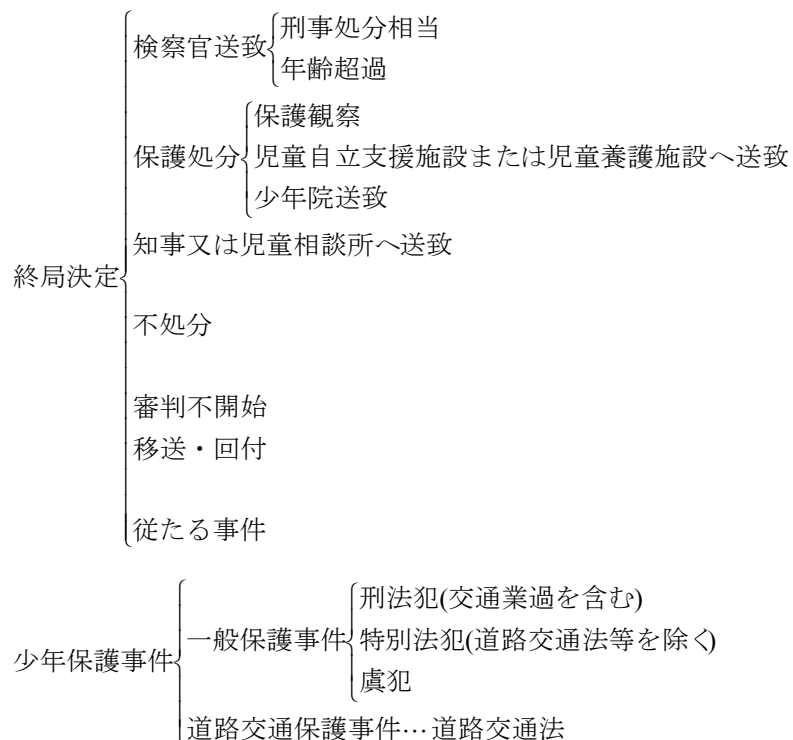 検察官送致
刑事処分相当
年齢超過
保護処分
保護観察
児童自立支援施設または児童養護施設へ送致
少年院送致
知事又は児童相談所へ送致
終局決定
不処分
審判不開始
移送・回付
従たる事件
少年保護事件
一般保護事件
刑法犯(交通業過を含む)
特別法犯(道路交通法等を除く)
虞犯
道路交通保護事件…道路交通法